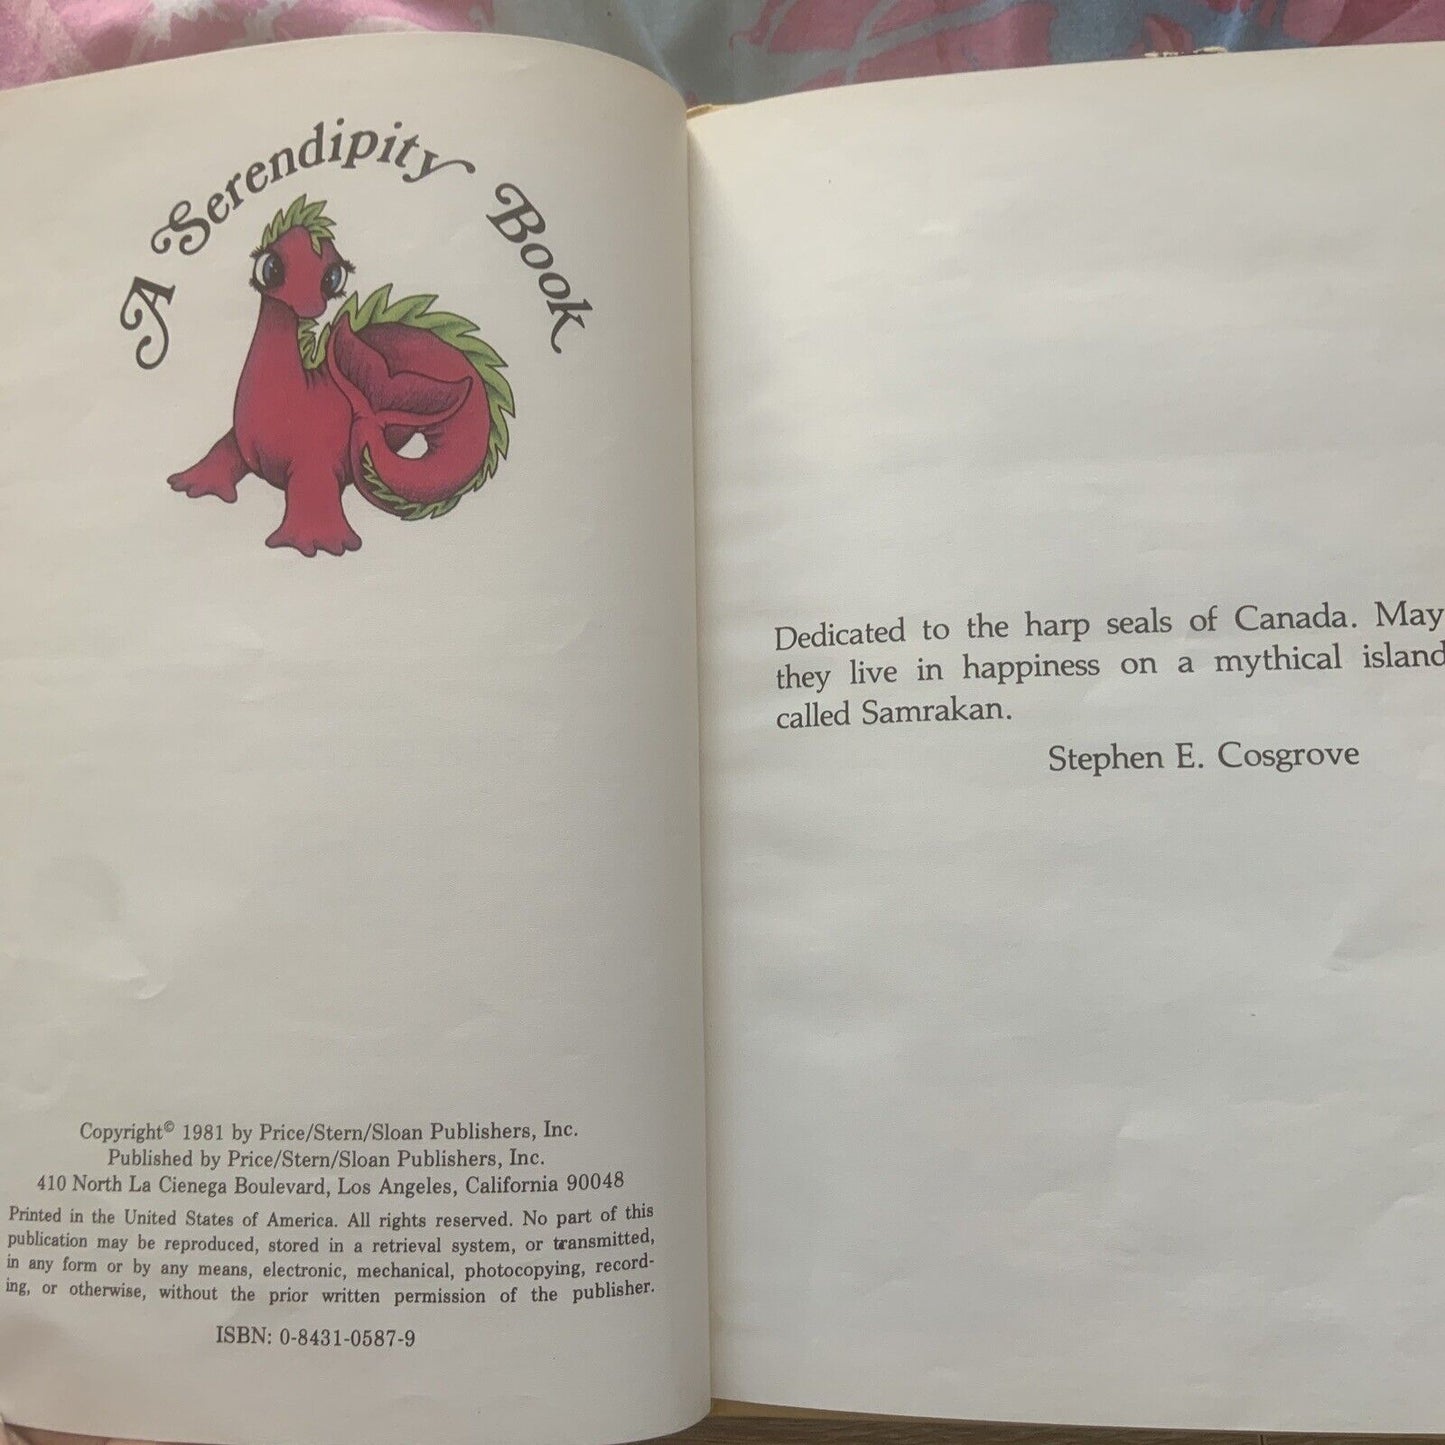 A Serendipity Book
Copyright© 1981 by Price/Stern/Sloan Publishers, Inc.
Published by Price/Stern/Sloan Publishers, Inc.
410 North La Cienega Boulevard, Los Angeles, California 90048
Printed in the United States of America. All rights reserved. No part of this
publication may be reproduced, stored in a retrieval system, or transmitted,
in any form or by any means, electronic, mechanical, photocopying, record-
ing, or otherwise, without the prior written permission of the publisher.
ISBN: 0-8431-0587-9
Dedicated to the harp seals of Canada. May
they live in happiness on a mythical island
called Samrakan.
Stephen E. Cosgrove